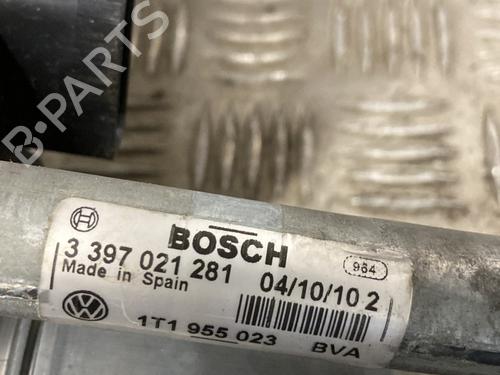 B-PARTS
BOSCH
984
3 397 021 281
04/10/10 2
Made in Spain
1T1 955 023
BVA